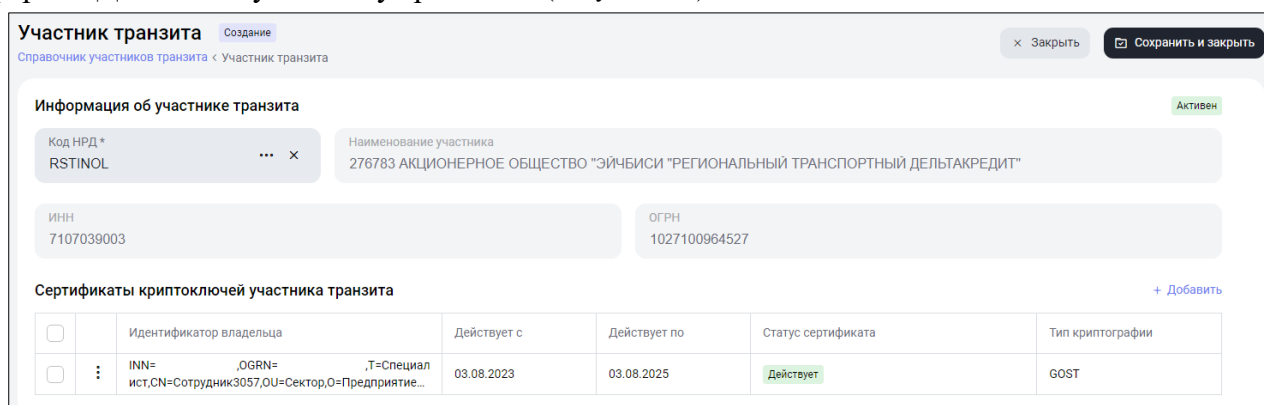 Участник транзита Создание
× Закрыть Сохранить и закрыть
Справочник участников транзита < Участник транзита
Информация об участнике транзита Активен
Код НРД * Наименование участника
RSTINOL ··· × 276783 АКЦИОНЕРНОЕ ОБЩЕСТВО "ЭЙЧБИСИ "РЕГИОНАЛЬНЫЙ ТРАНСПОРТНЫЙ ДЕЛЬТАКРЕДИТ"
ИНН ОГРН
7107039003 1027100964527
Сертификаты криптоключей участника транзита + Добавить
Идентификатор владельца Действует с Действует по Статус сертификата Тип криптографии
INN= ,OGRN= ,T=Специал
ист,CN=Сотрудник3057,OU=Сектор,O=Предприятие... 03.08.2023 03.08.2025 Действует GOST